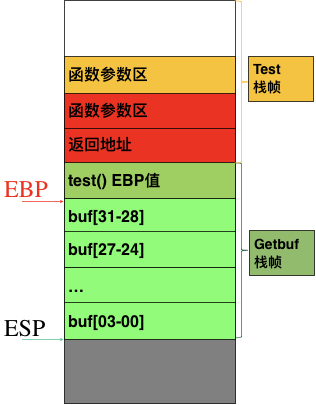 函数参数区
函数参数区
返回地址
test() EBP值
buf[31-28]
buf[27-24]
...
buf[03-00]
EBP
ESP
Test
栈帧
Getbuf
栈帧